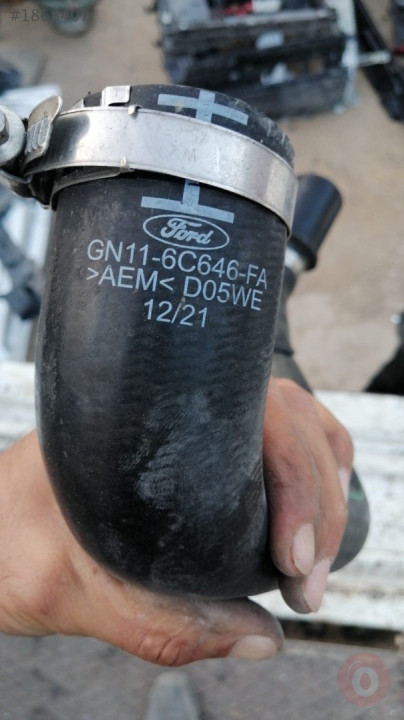 Ford
GN11-6C646-FA
>AEM< D05WE
12/21